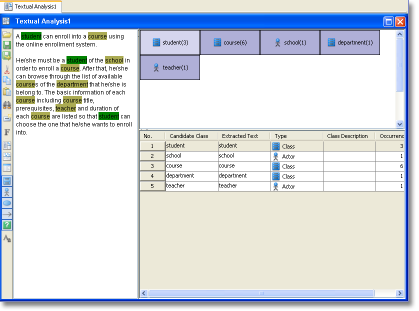 Textual Analysis1
Textual Analysis1
A student can enroll into a course using
the online enrollment system.
He/she must be a student of the school in
order to enroll a course. After that, he/she
can browse through the list of available
courses of the department that he/she is
belong to. The basic information of each
course including course title,
prerequisites, teacher and duration of
each course are listed so that student can
choose the one that he/she wants to enroll
into.
student(3) course(6) school(1) department(1)
teacher(1)
No. Candidate Class Extracted Text Type Class Description Occurrenc
1 student student Class 3
2 school school Actor 1
3 course course Class 6
4 department department Class 1
5 teacher teacher Actor 1